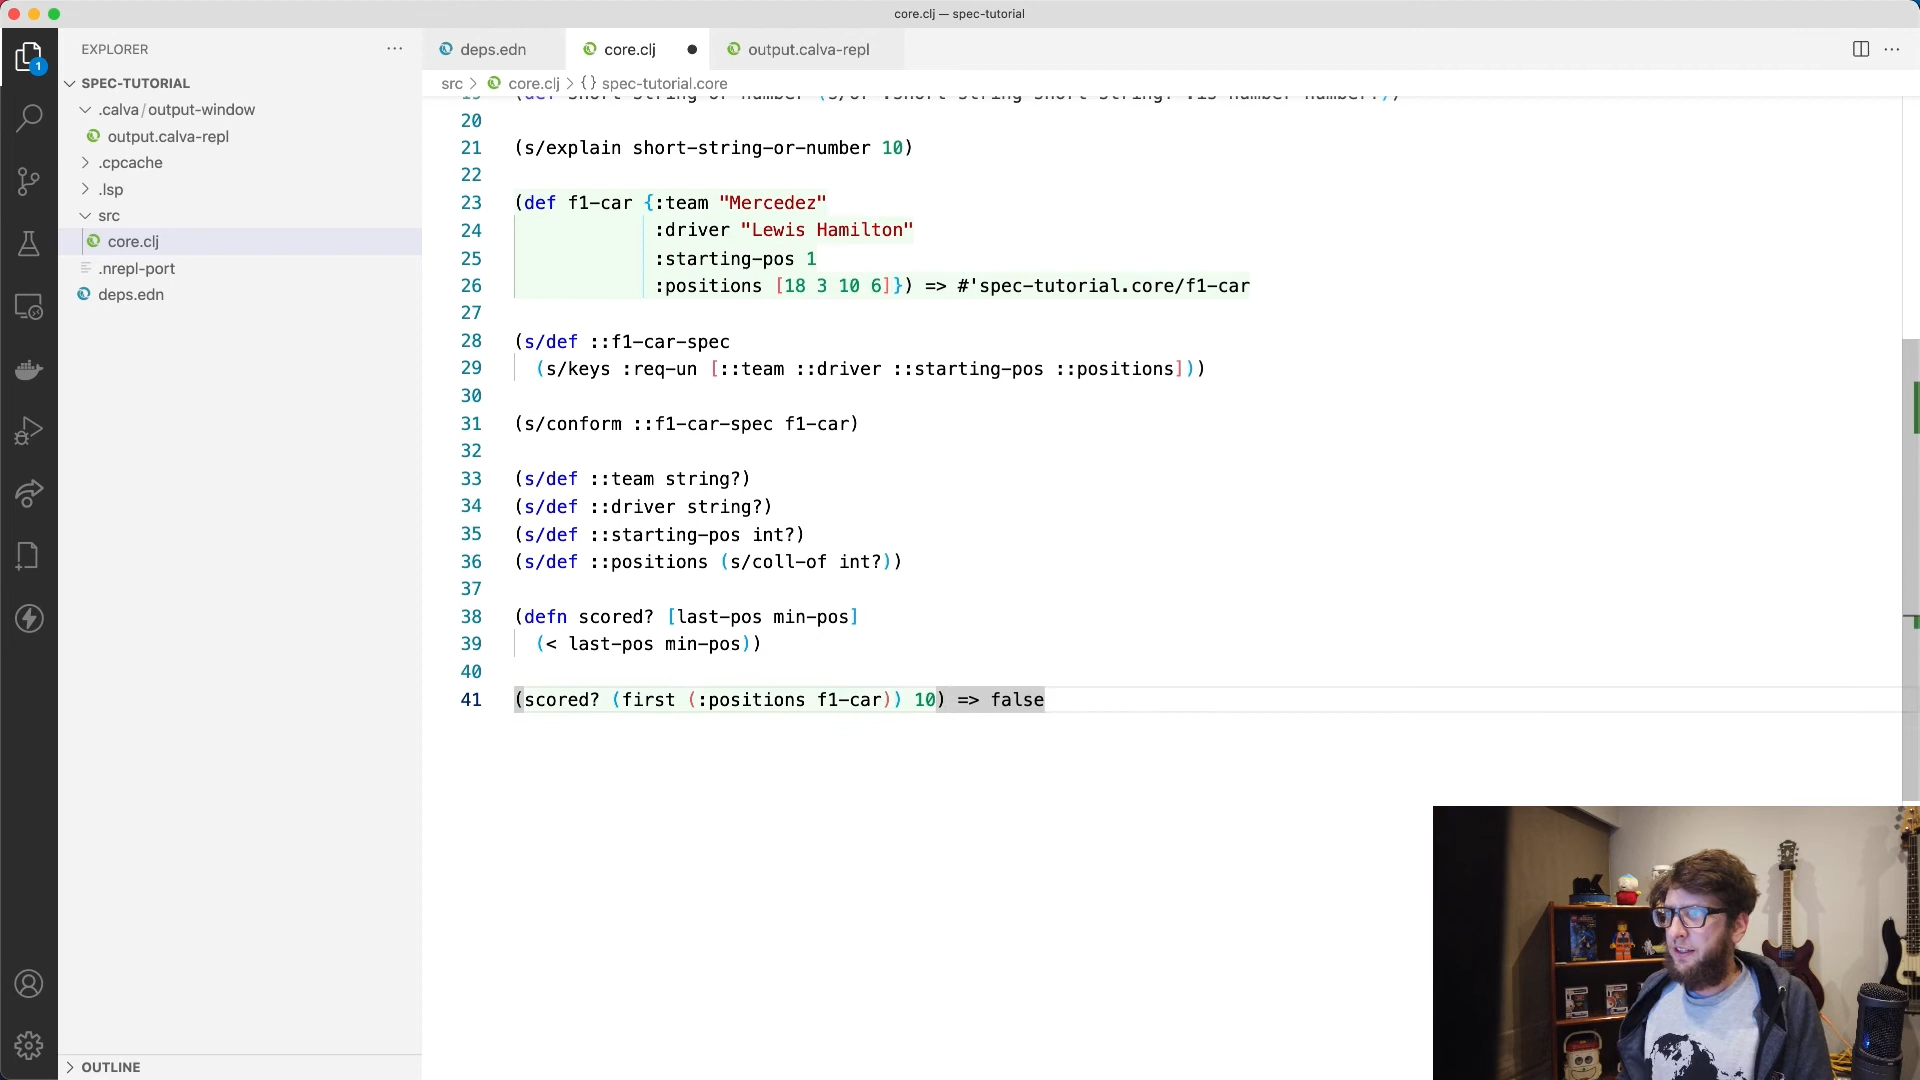 core.clj — spec-tutorial
EXPLORER
deps.edn
core.clj
output.calva-repl
SPEC-TUTORIAL
src > core.clj > {} spec-tutorial.core
.calva/output-window
output.calva-repl
.cpcache
.lsp
src
core.clj
.nrepl-port
deps.edn
OUTLINE
1
20
21 (s/explain short-string-or-number 10)
22
23 (def f1-car {:team "Mercedez"
24 :driver "Lewis Hamilton"
25 :starting-pos 1
26 :positions [18 3 10 6]}) => #'spec-tutorial.core/f1-car
27
28 (s/def ::f1-car-spec
29 (s/keys :req-un [::team ::driver ::starting-pos ::positions]))
30
31 (s/conform ::f1-car-spec f1-car)
32
33 (s/def ::team string?)
34 (s/def ::driver string?)
35 (s/def ::starting-pos int?)
36 (s/def ::positions (s/coll-of int?))
37
38 (defn scored? [last-pos min-pos]
39 (< last-pos min-pos))
40
41 (scored? (first (:positions f1-car)) 10) => false